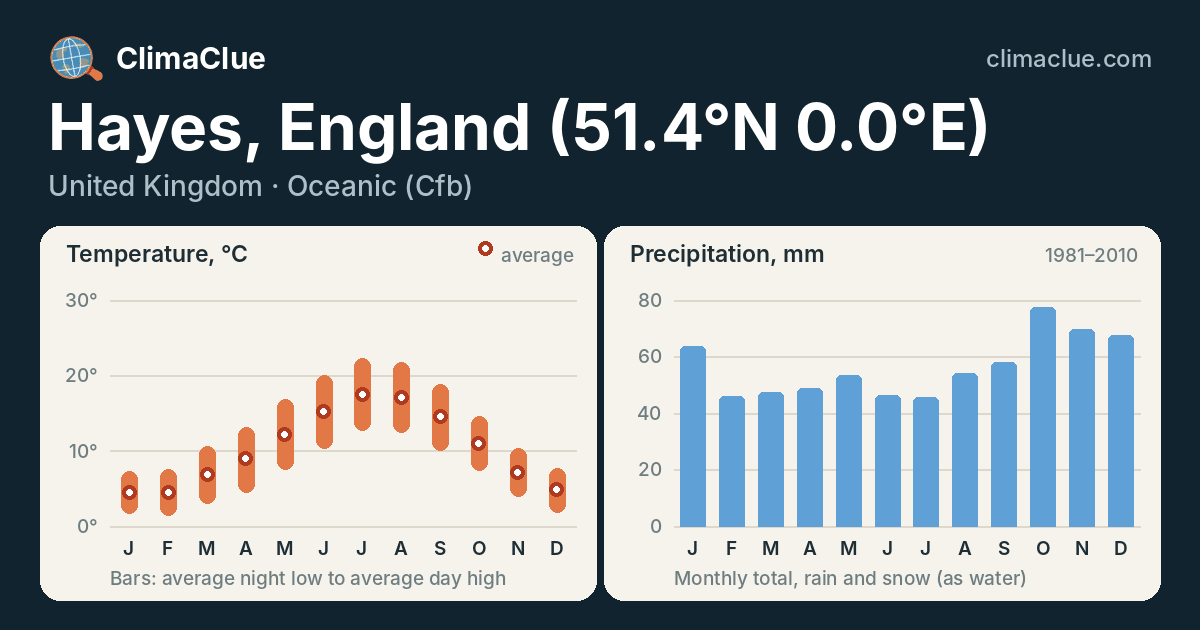 ClimaClue
climaclue.com
Hayes, England (51.4°N 0.0°E)
United Kingdom · Oceanic (Cfb)
Temperature, °C
average
30°
20°
10°
0°
J F M A M J J A S O N D
Bars: average night low to average day high
Precipitation, mm
1981–2010
80
60
40
20
0
J F M A M J J A S O N D
Monthly total, rain and snow (as water)